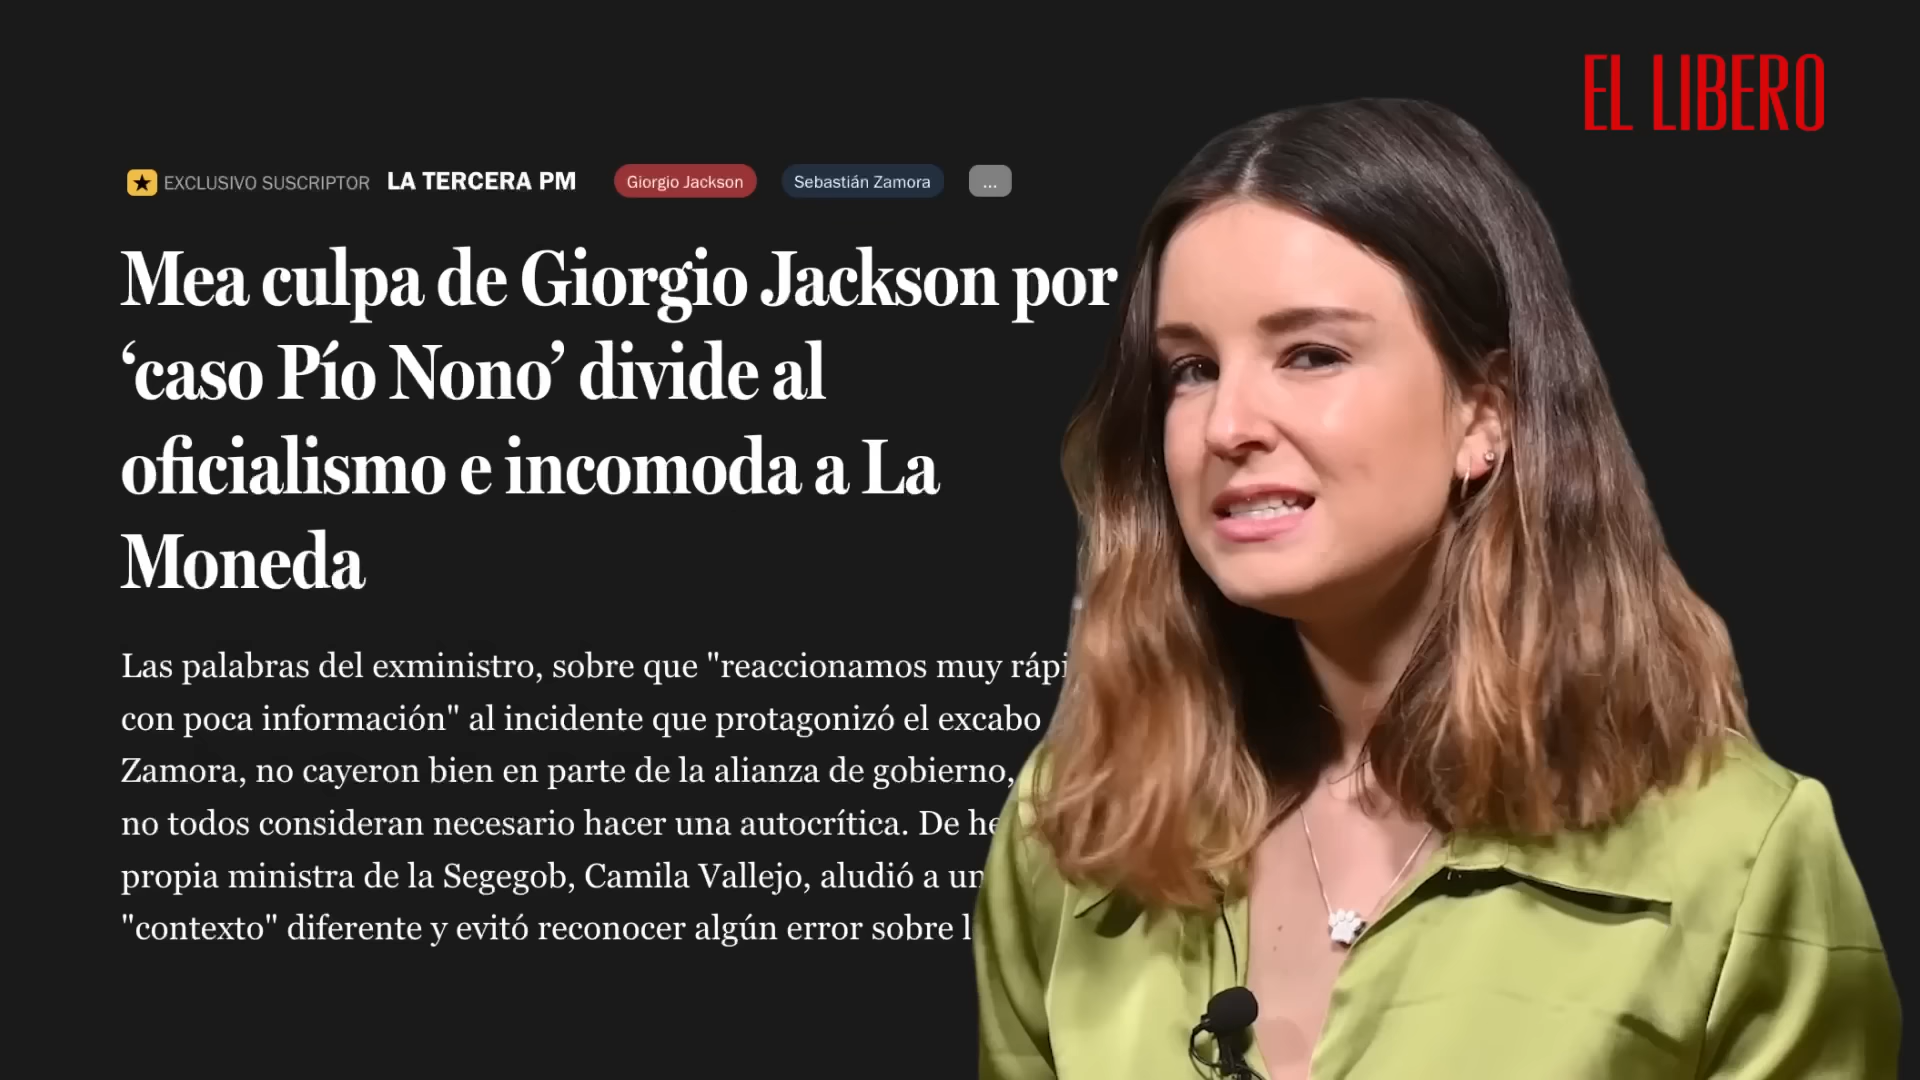 EL LIBERO
EXCLUSIVO SUSCRIPTOR LA TERCERA PM Giorgio Jackson Sebastián Zamora ...
Mea culpa de Giorgio Jackson por
‘caso Pío Nono’ divide al
oficialismo e incomoda a La
Moneda
Las palabras del exministro, sobre que "reaccionamos muy rápi
con poca información" al incidente que protagonizó el excabo
Zamora, no cayeron bien en parte de la alianza de gobierno,
no todos consideran necesario hacer una autocrítica. De he
propia ministra de la Segegob, Camila Vallejo, aludió a un
"contexto" diferente y evitó reconocer algún error sobre l